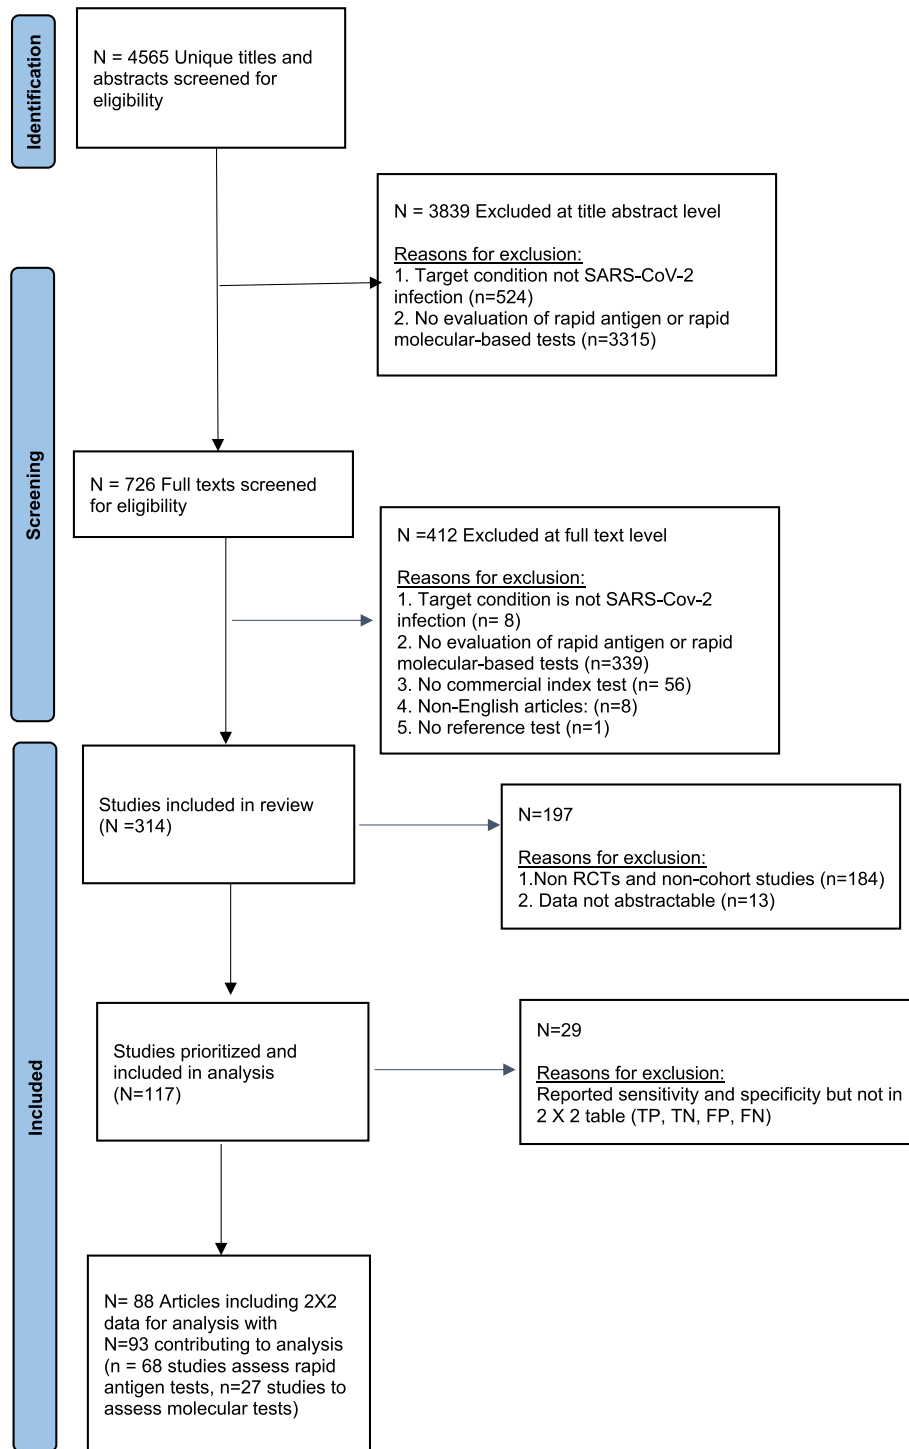 Identification
N = 4565 Unique titles and
abstracts screened for
eligibility
N = 3839 Excluded at title abstract level
Reasons for exclusion:
1. Target condition not SARS-CoV-2
infection (n=524)
2. No evaluation of rapid antigen or rapid
molecular-based tests (n=3315)
Screening
N = 726 Full texts screened
for eligibility
N =412 Excluded at full text level
Reasons for exclusion:
1. Target condition is not SARS-Cov-2
infection (n= 8)
2. No evaluation of rapid antigen or rapid
molecular-based tests (n=339)
3. No commercial index test (n= 56)
4. Non-English articles: (n=8)
5. No reference test (n=1)
Included
Studies included in review
(N =314)
N=197
Reasons for exclusion:
1.Non RCTs and non-cohort studies (n=184)
2. Data not abstractable (n=13)
Studies prioritized and
included in analysis
(N=117)
N=29
Reasons for exclusion:
Reported sensitivity and specificity but not in
2 X 2 table (TP, TN, FP, FN)
N= 88 Articles including 2X2
data for analysis with
N=93 contributing to analysis
(n = 68 studies assess rapid
antigen tests, n=27 studies to
assess molecular tests)